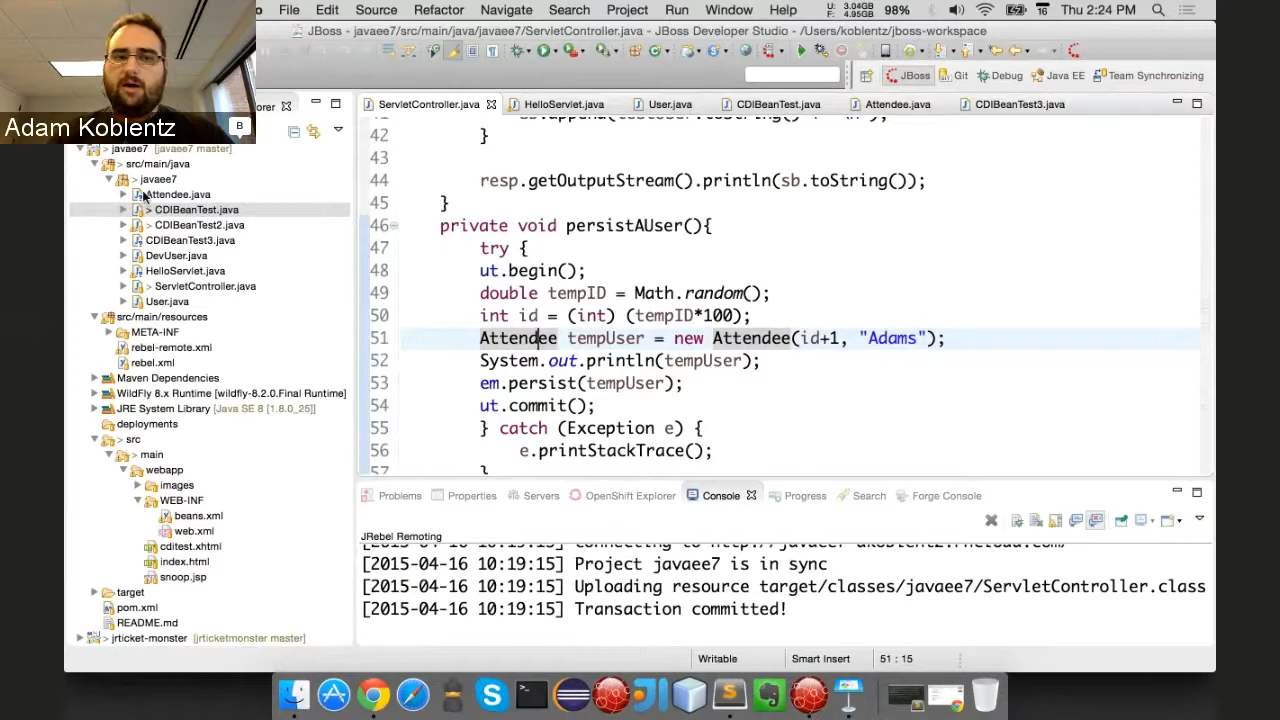 File Edit Source Refactor Navigate Search Project Run Window Help U: 3.04GB F: 4.95GB 98% 16 Thu 2:24 PM
JBoss - javaee7/src/main/java/javaee7/ServletController.java - JBoss Developer Studio - /Users/koblentz/jboss-workspace
JBoss Git Debug Java EE Team Synchronizing
Adam Koblentz B
orer
ServletController.java HelloServlet.java User.java CDIBeanTest.java Attendee.java CDIBeanTest3.java
> javaee7 [javaee7 master]
> src/main/java
> javaee7
Attendee.java
> CDIBeanTest.java
> CDIBeanTest2.java
CDIBeanTest3.java
DevUser.java
HelloServlet.java
> ServletController.java
User.java
src/main/resources
META-INF
rebel-remote.xml
rebel.xml
Maven Dependencies
WildFly 8.x Runtime [wildfly-8.2.0.Final Runtime]
JRE System Library [Java SE 8 [1.8.0_25]]
deployments
> src
> main
webapp
images
WEB-INF
beans.xml
web.xml
cditest.xhtml
index.html
snoop.jsp
target
pom.xml
README.md
> jrticket-monster [jrticketmonster master]
42 }
43
44 resp.getOutputStream().println(sb.toString());
45 }
46 private void persistAUser(){
47 try {
48 ut.begin();
49 double tempID = Math.random();
50 int id = (int) (tempID*100);
51 Attendee tempUser = new Attendee(id+1, "Adams");
52 System.out.println(tempUser);
53 em.persist(tempUser);
54 ut.commit();
55 } catch (Exception e) {
56 e.printStackTrace();
57 }
Problems Properties Servers OpenShift Explorer Console Progress Search Forge Console
JRebel Remoting
[2015-04-16 10:19:15] Project javaee7 is in sync
[2015-04-16 10:19:15] Uploading resource target/classes/javaee7/ServletController.class
[2015-04-16 10:19:15] Transaction committed!
Writable Smart Insert 51 : 15